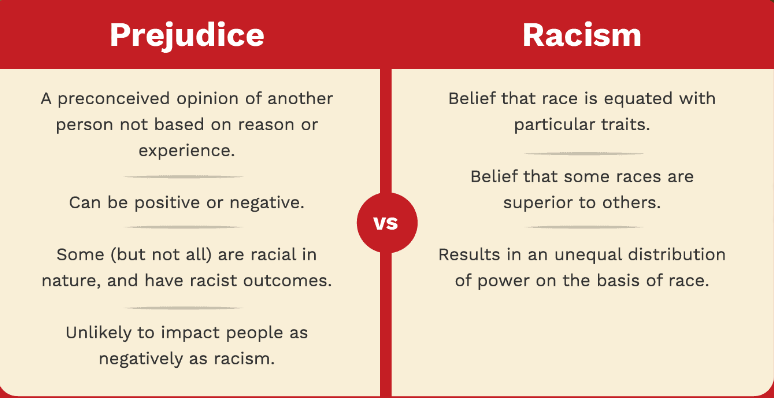 Prejudice
A preconceived opinion of another
person not based on reason or
experience.
Can be positive or negative.
Some (but not all) are racial in
nature, and have racist outcomes.
Unlikely to impact people as
negatively as racism.
vs
Racism
Belief that race is equated with
particular traits.
Belief that some races are
superior to others.
Results in an unequal distribution
of power on the basis of race.